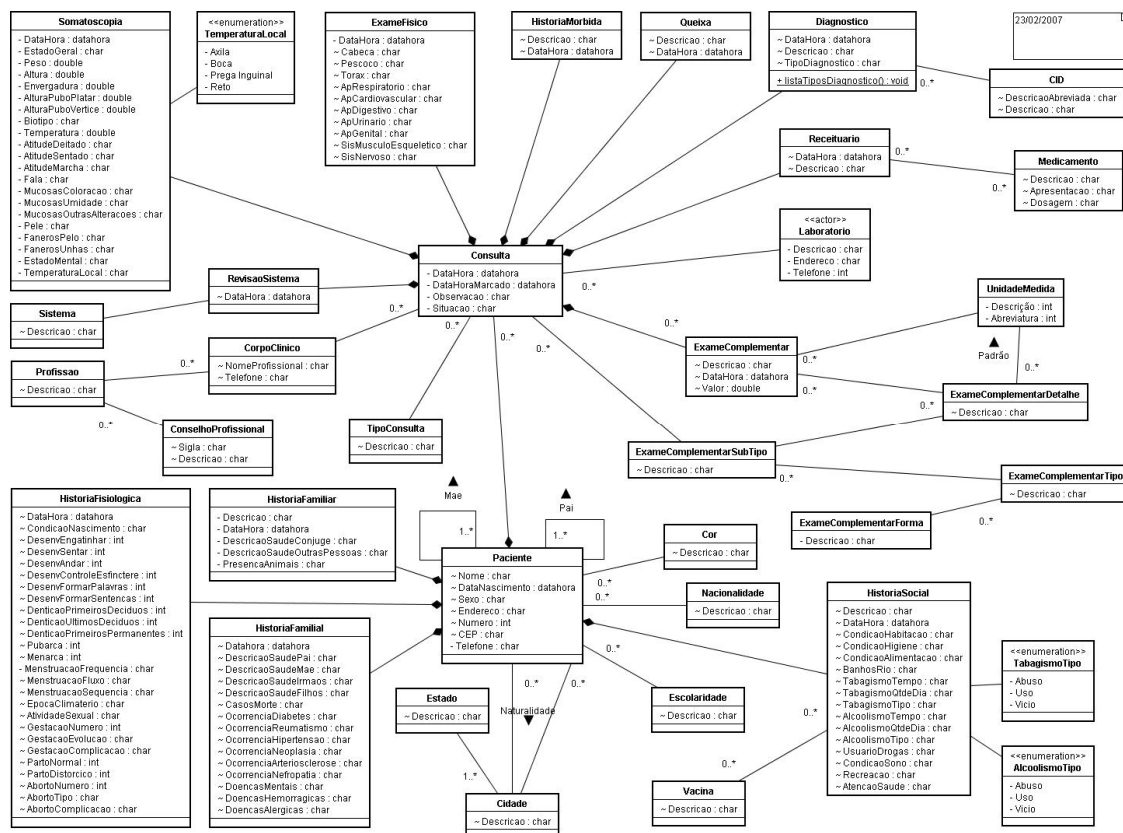 Somatoscopia
- DataHora : datahora
- EstadoGeral : char
- Peso : double
- Altura : double
- Envergadura : double
- AlturaPuboPlatar : double
- AlturaPuboVertice : double
- Biotipo : char
- Temperatura : double
- AtitudeDeitado : char
- AtitudeSentado : char
- AtitudeMarcha : char
- Fala : char
- MucosasColoracao : char
- MucosasUmidade : char
- MucosasOutrasAlteracoes : char
- Pele : char
- FanerosPelo : char
- FanerosUnhas : char
- EstadoMental : char
- TemperaturaLocal : char
<<enumeration>>
TemperaturaLocal
- Axila
- Boca
- Prega Inguinal
- Reto
ExameFisico
- DataHora : datahora
~ Cabeca : char
~ Pescoco : char
~ Torax : char
~ ApRespiratorio : char
~ ApCardiovascular : char
~ ApDigestivo : char
~ ApUrinario : char
~ ApGenital : char
~ SisMusculoEsqueletico : char
~ SisNervoso : char
HistoriaMorbida
~ Descricao : char
~ DataHora : datahora
Queixa
~ Descricao : char
~ DataHora : datahora
Diagnostico
~ DataHora : datahora
~ Descricao : char
~ TipoDiagnostico : char
+ listaTiposDiagnostico() : void
0..*
23/02/2007
CID
~ DescricaoAbreviada : char
~ Descricao : char
Receituario
~ DataHora : datahora
~ Descricao : char
0..*
0..*
Medicamento
~ Descricao : char
~ Apresentacao : char
~ Dosagem : char
<<actor>>
Laboratorio
- Descricao : char
- Endereco : char
- Telefone : int
Consulta
- DataHora : datahora
- DataHoraMarcado : datahora
- Observacao : char
- Situacao : char
0..*
0..*
0..*
0..*
RevisaoSistema
~ DataHora : datahora
Sistema
~ Descricao : char
CorpoClinico
~ NomeProfissional : char
~ Telefone : char
0..*
Profissao
~ Descricao : char
0..*
ConselhoProfissional
~ Sigla : char
~ Descricao : char
TipoConsulta
~ Descricao : char
UnidadeMedida
- Descrição : int
- Abreviatura : int
Padrão
0..*
ExameComplementar
~ Descricao : char
~ DataHora : datahora
~ Valor : double
0..*
0..*
0..*
ExameComplementarDetalhe
~ Descricao : char
ExameComplementarSubTipo
~ Descricao : char
0..*
ExameComplementarTipo
~ Descricao : char
0..*
ExameComplementarForma
- Descricao : char
HistoriaFisiologica
~ DataHora : datahora
~ CondicaoNascimento : char
~ DesenvEngatinhar : int
~ DesenvSentar : int
~ DesenvAndar : int
~ DesenvControleEsfinctere : int
~ DesenvFormarPalavras : int
~ DesenvFormarSentencas : int
~ DenticaoPrimeirosDeciduos : int
~ DenticaoUltimosDeciduos : int
~ DenticaoPrimeirosPermanentes : int
~ Pubarca : int
~ Menarca : int
- MenstruacaoFrequencia : char
~ MenstruacaoFluxo : char
~ MenstruacaoSequencia : char
~ EpocaClimaterio : char
~ AtividadeSexual : char
~ GestacaoNumero : int
~ GestacaoEvolucao : char
~ GestacaoComplicacao : char
~ PartoNormal : int
~ PartoDistorcico : int
~ AbortoNumero : int
~ AbortoTipo : char
~ AbortoComplicacao : char
HistoriaFamiliar
- Descricao : char
- DataHora : datahora
- DescricaoSaudeConjuge : char
- DescricaoSaudeOutrasPessoas : char
- PresencaAnimais : char
Mae
1..*
Pai
1..*
Paciente
~ Nome : char
~ DataNascimento : datahora
~ Sexo : char
~ Endereco : char
~ Numero : int
~ CEP : char
- Telefone : char
0..*
0..*
0..*
0..*
0..*
Cor
~ Descricao : char
Nacionalidade
~ Descricao : char
Escolaridade
~ Descricao : char
HistoriaFamilial
~ Datahora : datahora
~ DescricaoSaudePai : char
~ DescricaoSaudeMae : char
~ DescricaoSaudeIrmaos : char
~ DescricaoSaudeFilhos : char
~ CasosMorte : char
~ OcorrenciaDiabetes : char
~ OcorrenciaReumatismo : char
~ OcorrenciaHipertensao : char
~ OcorrenciaNeoplasia : char
~ OcorrenciaArteriosclerose : char
~ OcorrenciaNefropatia : char
~ DoencasMentais : char
~ DoencasHemorragicas : char
~ DoencasAlergicas : char
Estado
~ Descricao : char
1..*
Naturalidade
Cidade
~ Descricao : char
HistoriaSocial
~ Descricao : char
~ DataHora : datahora
~ CondicaoHabitacao : char
~ CondicaoHigiene : char
~ CondicaoAlimentacao : char
~ BanhosRio : char
~ TabagismoTempo : char
~ TabagismoQtdeDia : char
~ TabagismoTipo : char
~ AlcoolismoTempo : char
~ AlcoolismoQtdeDia : char
~ AlcoolismoTipo : char
~ UsuarioDrogas : char
~ CondicaoSono : char
~ Recreacao : char
~ AtencaoSaude : char
0..*
0..*
Vacina
~ Descricao : char
<<enumeration>>
TabagismoTipo
- Abuso
- Uso
- Vicio
<<enumeration>>
AlcoolismoTipo
- Abuso
- Uso
- Vicio